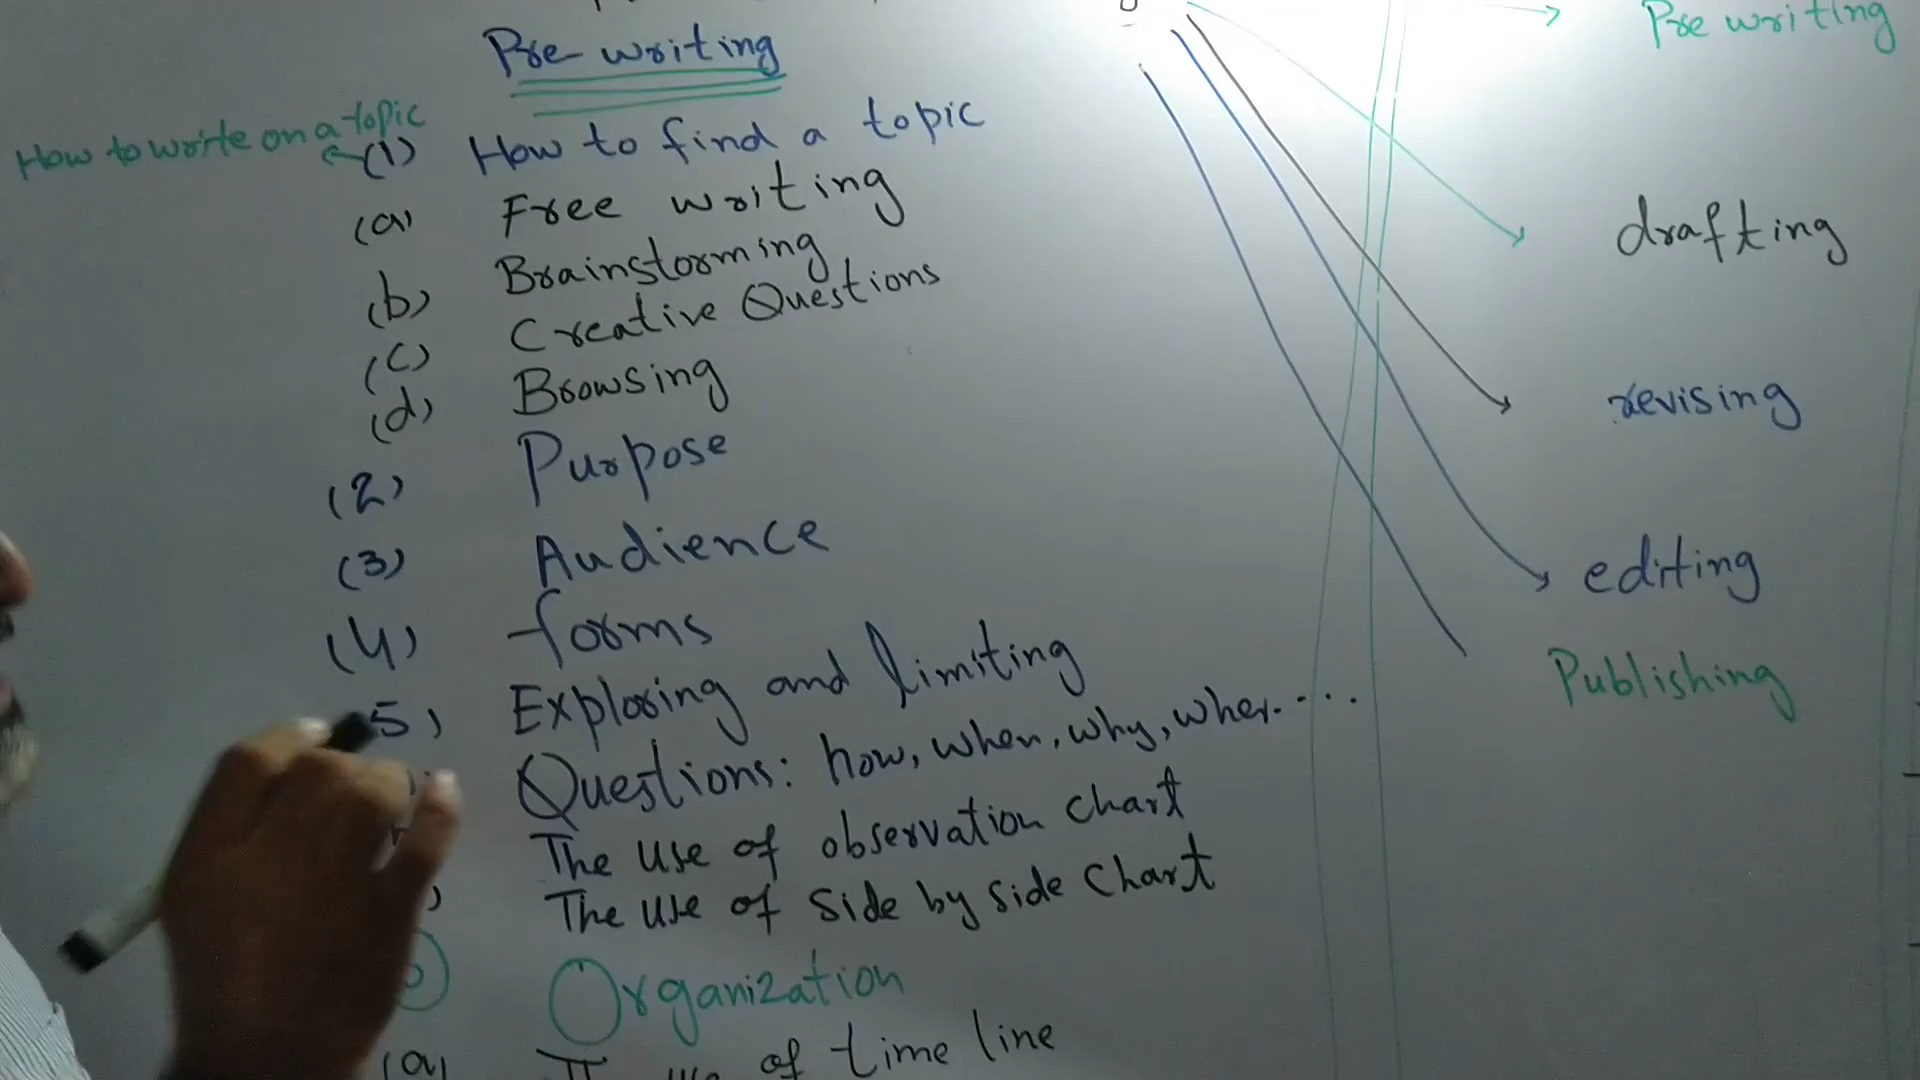 Pre-writing
How to write on a topic
(1) How to find a topic
(a) Free writing
(b) Brainstorming
(c) Creative Questions
(d) Browsing
(2) Purpose
(3) Audience
(4) forms
5) Exploring and limiting
Questions: how, when, why, wher.....
The use of observation chart
The use of side by side chart
Organization
(a) of time line
Pre writing
drafting
revising
editing
Publishing